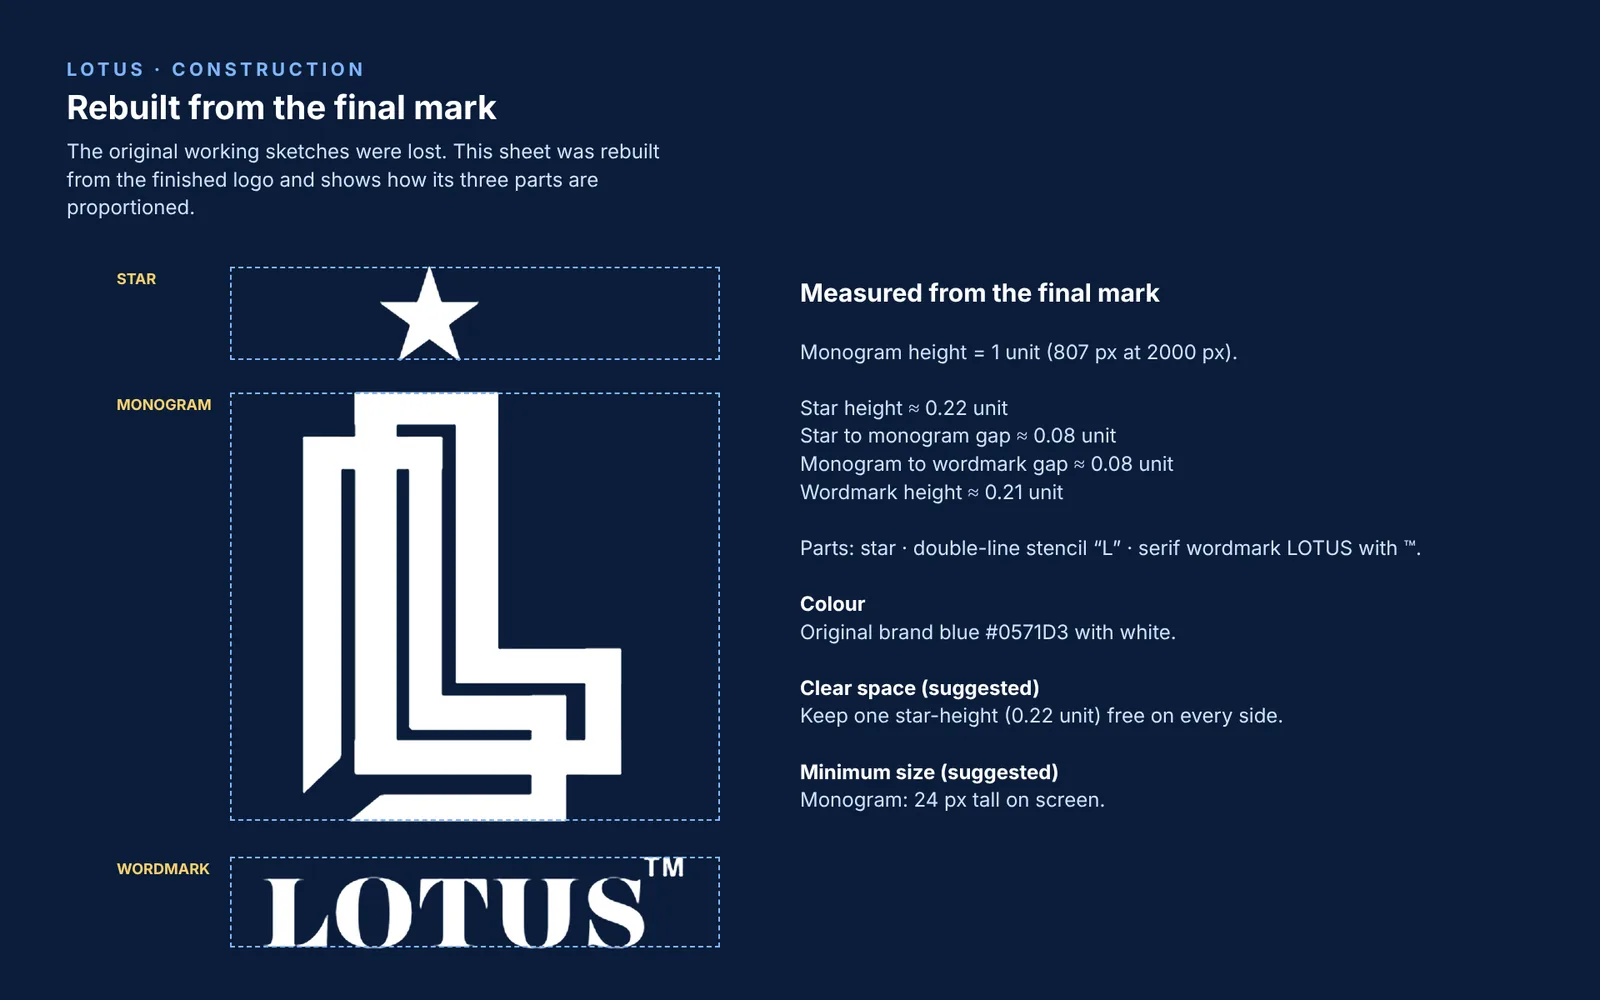 LOTUS · CONSTRUCTION
Rebuilt from the final mark
The original working sketches were lost. This sheet was rebuilt
from the finished logo and shows how its three parts are
proportioned.
STAR
MONOGRAM
L
WORDMARK
LOTUS™
Measured from the final mark
Monogram height = 1 unit (807 px at 2000 px).
Star height ≈ 0.22 unit
Star to monogram gap ≈ 0.08 unit
Monogram to wordmark gap ≈ 0.08 unit
Wordmark height ≈ 0.21 unit
Parts: star · double-line stencil “L” · serif wordmark LOTUS with ™.
Colour
Original brand blue #0571D3 with white.
Clear space (suggested)
Keep one star-height (0.22 unit) free on every side.
Minimum size (suggested)
Monogram: 24 px tall on screen.